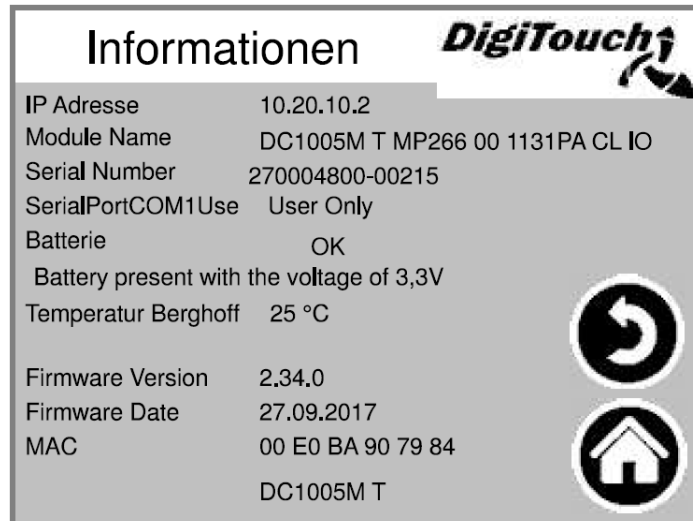 Informationen
DigiTouch
IP Adresse 10.20.10.2
Module Name DC1005M T MP266 00 1131PA CL IO
Serial Number 270004800-00215
SerialPortCOM1Use User Only
Batterie OK
Battery present with the voltage of 3,3V
Temperatur Berghoff 25 °C
Firmware Version 2.34.0
Firmware Date 27.09.2017
MAC 00 E0 BA 90 79 84
DC1005M T